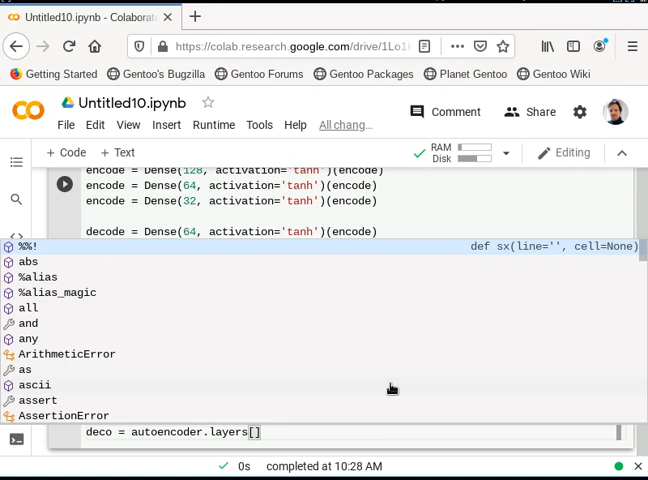 Untitled10.ipynb - Colaborat
https://colab.research.google.com/drive/1Lo1
Getting Started Gentoo's Bugzilla Gentoo Forums Gentoo Packages Planet Gentoo Gentoo Wiki
Untitled10.ipynb
Comment Share
File Edit View Insert Runtime Tools Help All chang…
+ Code + Text RAM Disk Editing
encode = Dense(128, activation='tanh')(encode)
encode = Dense(64, activation='tanh')(encode)
encode = Dense(32, activation='tanh')(encode)
decode = Dense(64, activation='tanh')(encode)
%%! def sx(line='', cell=None)
abs
%alias
%alias_magic
all
and
any
ArithmeticError
as
ascii
assert
AssertionError
deco = autoencoder.layers[]
0s completed at 10:28 AM